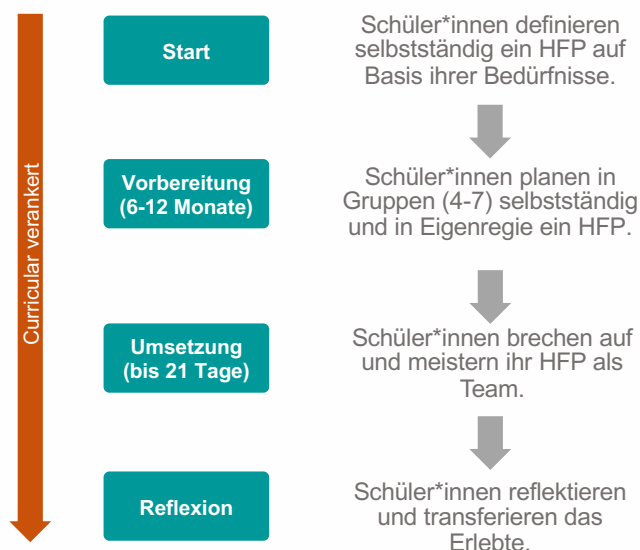 Curricular verankert
Start
Schüler*innen definieren
selbstständig ein HFP auf
Basis ihrer Bedürfnisse.
Vorbereitung
(6-12 Monate)
Schüler*innen planen in
Gruppen (4-7) selbstständig
und in Eigenregie ein HFP.
Umsetzung
(bis 21 Tage)
Schüler*innen brechen auf
und meistern ihr HFP als
Team.
Reflexion
Schüler*innen reflektieren
und transferieren das
Erlebte.